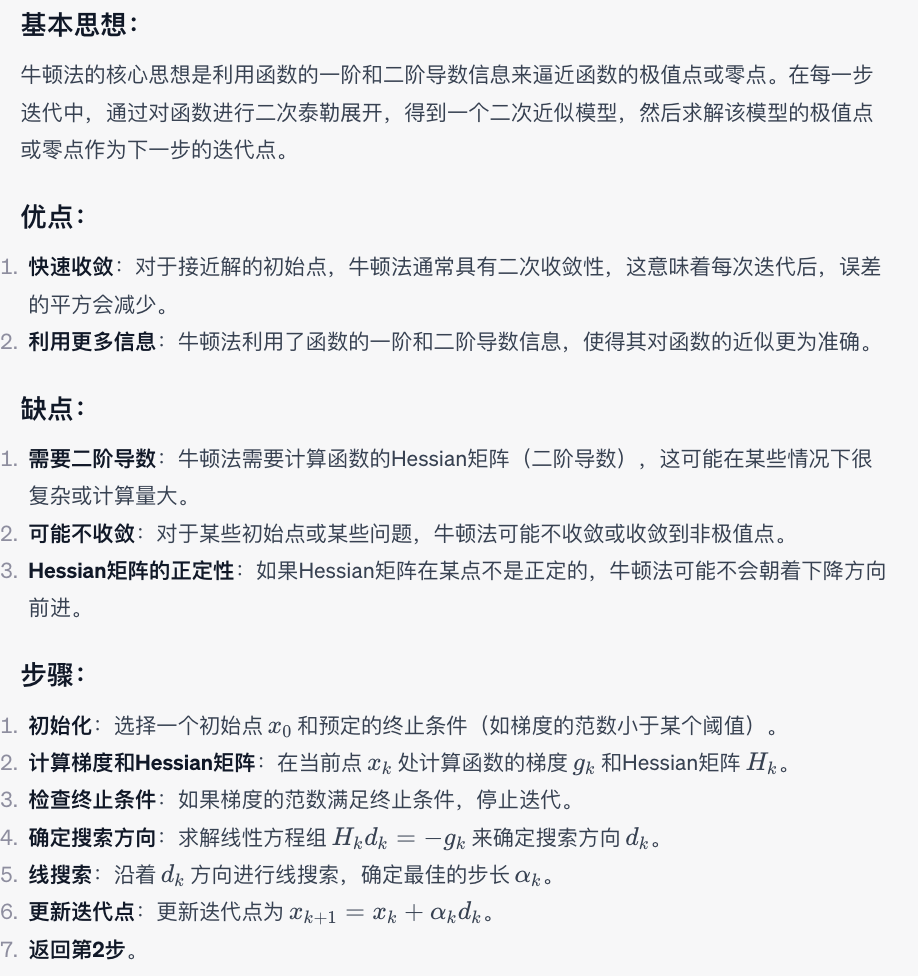 基本思想：
牛顿法的核心思想是利用函数的一阶和二阶导数信息来逼近函数的极值点或零点。在每一步
迭代中，通过对函数进行二次泰勒展开，得到一个二次近似模型，然后求解该模型的极值点
或零点作为下一步的迭代点。
优点：
1. 快速收敛：对于接近解的初始点，牛顿法通常具有二次收敛性，这意味着每次迭代后，误差
的平方会减少。
2. 利用更多信息：牛顿法利用了函数的一阶和二阶导数信息，使得其对函数的近似更为准确。
缺点：
1. 需要二阶导数：牛顿法需要计算函数的Hessian矩阵（二阶导数），这可能在某些情况下很
复杂或计算量大。
2. 可能不收敛：对于某些初始点或某些问题，牛顿法可能不收敛或收敛到非极值点。
3. Hessian矩阵的正定性：如果Hessian矩阵在某点不是正定的，牛顿法可能不会朝着下降方向
前进。
步骤：
1. 初始化：选择一个初始点 x₀ 和预定的终止条件（如梯度的范数小于某个阈值）。
2. 计算梯度和Hessian矩阵：在当前点 xₖ 处计算函数的梯度 gₖ 和Hessian矩阵 Hₖ。
3. 检查终止条件：如果梯度的范数满足终止条件，停止迭代。
4. 确定搜索方向：求解线性方程组 Hₖdₖ = −gₖ 来确定搜索方向 dₖ。
5. 线搜索：沿着 dₖ 方向进行线搜索，确定最佳的步长 αₖ。
6. 更新迭代点：更新迭代点为 xₖ₊₁ = xₖ + αₖdₖ。
7. 返回第2步。